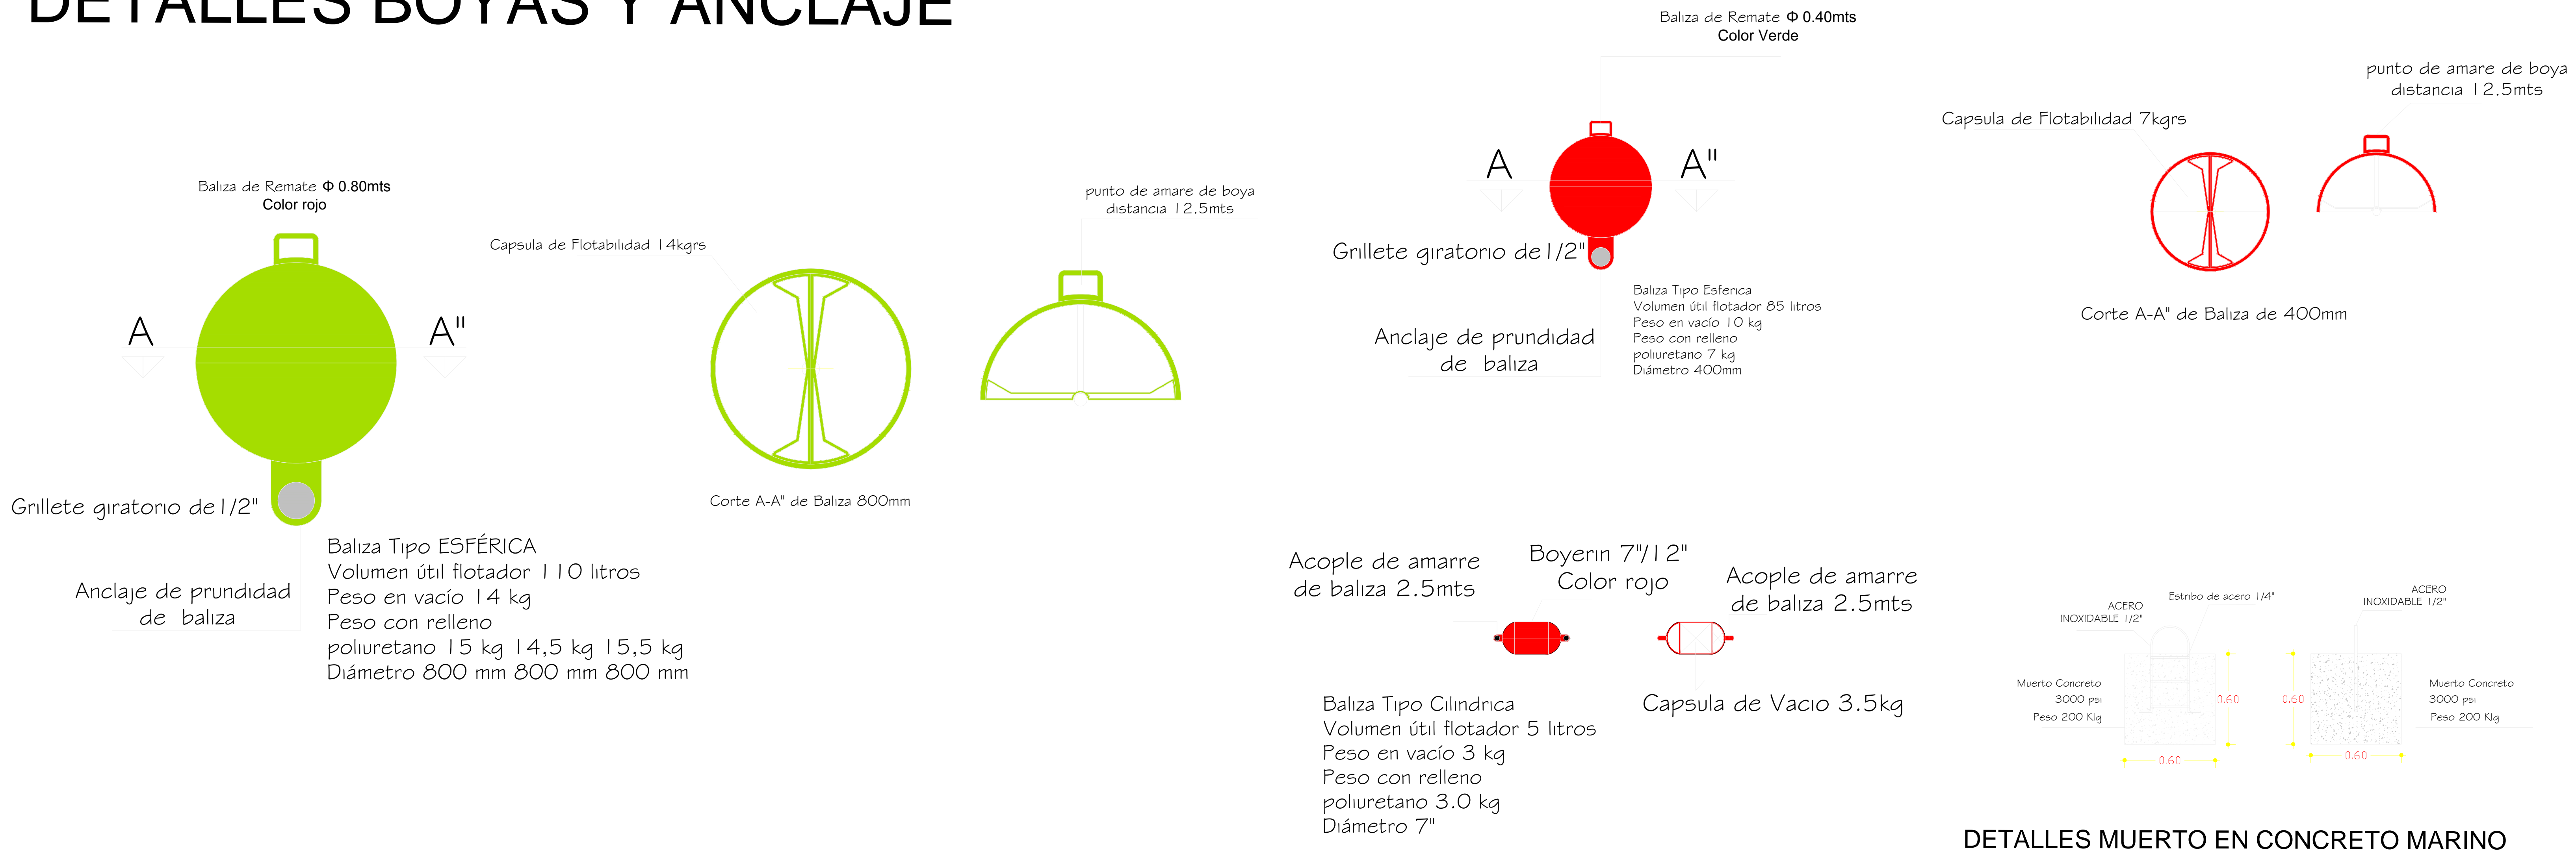 DETALLES BOYAS Y ANCLAJE
Baliza de Remate Φ 0.80mts
Color rojo
A
A"
Grillete giratorio de1/2"
Anclaje de prundidad
de baliza
Baliza Tipo ESFÉRICA
Volumen útil flotador 110 litros
Peso en vacío 14 kg
Peso con relleno
poliuretano 15 kg 14,5 kg 15,5 kg
Diámetro 800 mm 800 mm 800 mm
Capsula de Flotabilidad 14kgrs
Corte A-A" de Baliza 800mm
punto de amare de boya
distancia 12.5mts
Baliza de Remate Φ 0.40mts
Color Verde
A
A"
Grillete giratorio de1/2"
Anclaje de prundidad
de baliza
Baliza Tipo Esferica
Volumen útil flotador 85 litros
Peso en vacío 10 kg
Peso con relleno
poliuretano 7 kg
Diámetro 400mm
Capsula de Flotabilidad 7kgrs
Corte A-A" de Baliza de 400mm
punto de amare de boya
distancia 12.5mts
Acople de amarre
de baliza 2.5mts
Boyerin 7"/12"
Color rojo
Acople de amarre
de baliza 2.5mts
Capsula de Vacio 3.5kg
Baliza Tipo Cilindrica
Volumen útil flotador 5 litros
Peso en vacío 3 kg
Peso con relleno
poliuretano 3.0 kg
Diámetro 7"
ACERO
INOXIDABLE 1/2"
Estribo de acero 1/4"
ACERO
INOXIDABLE 1/2"
Muerto Concreto
3000 psi
Peso 200 Klg
0.60
0.60
0.60
0.60
Muerto Concreto
3000 psi
Peso 200 Klg
DETALLES MUERTO EN CONCRETO MARINO